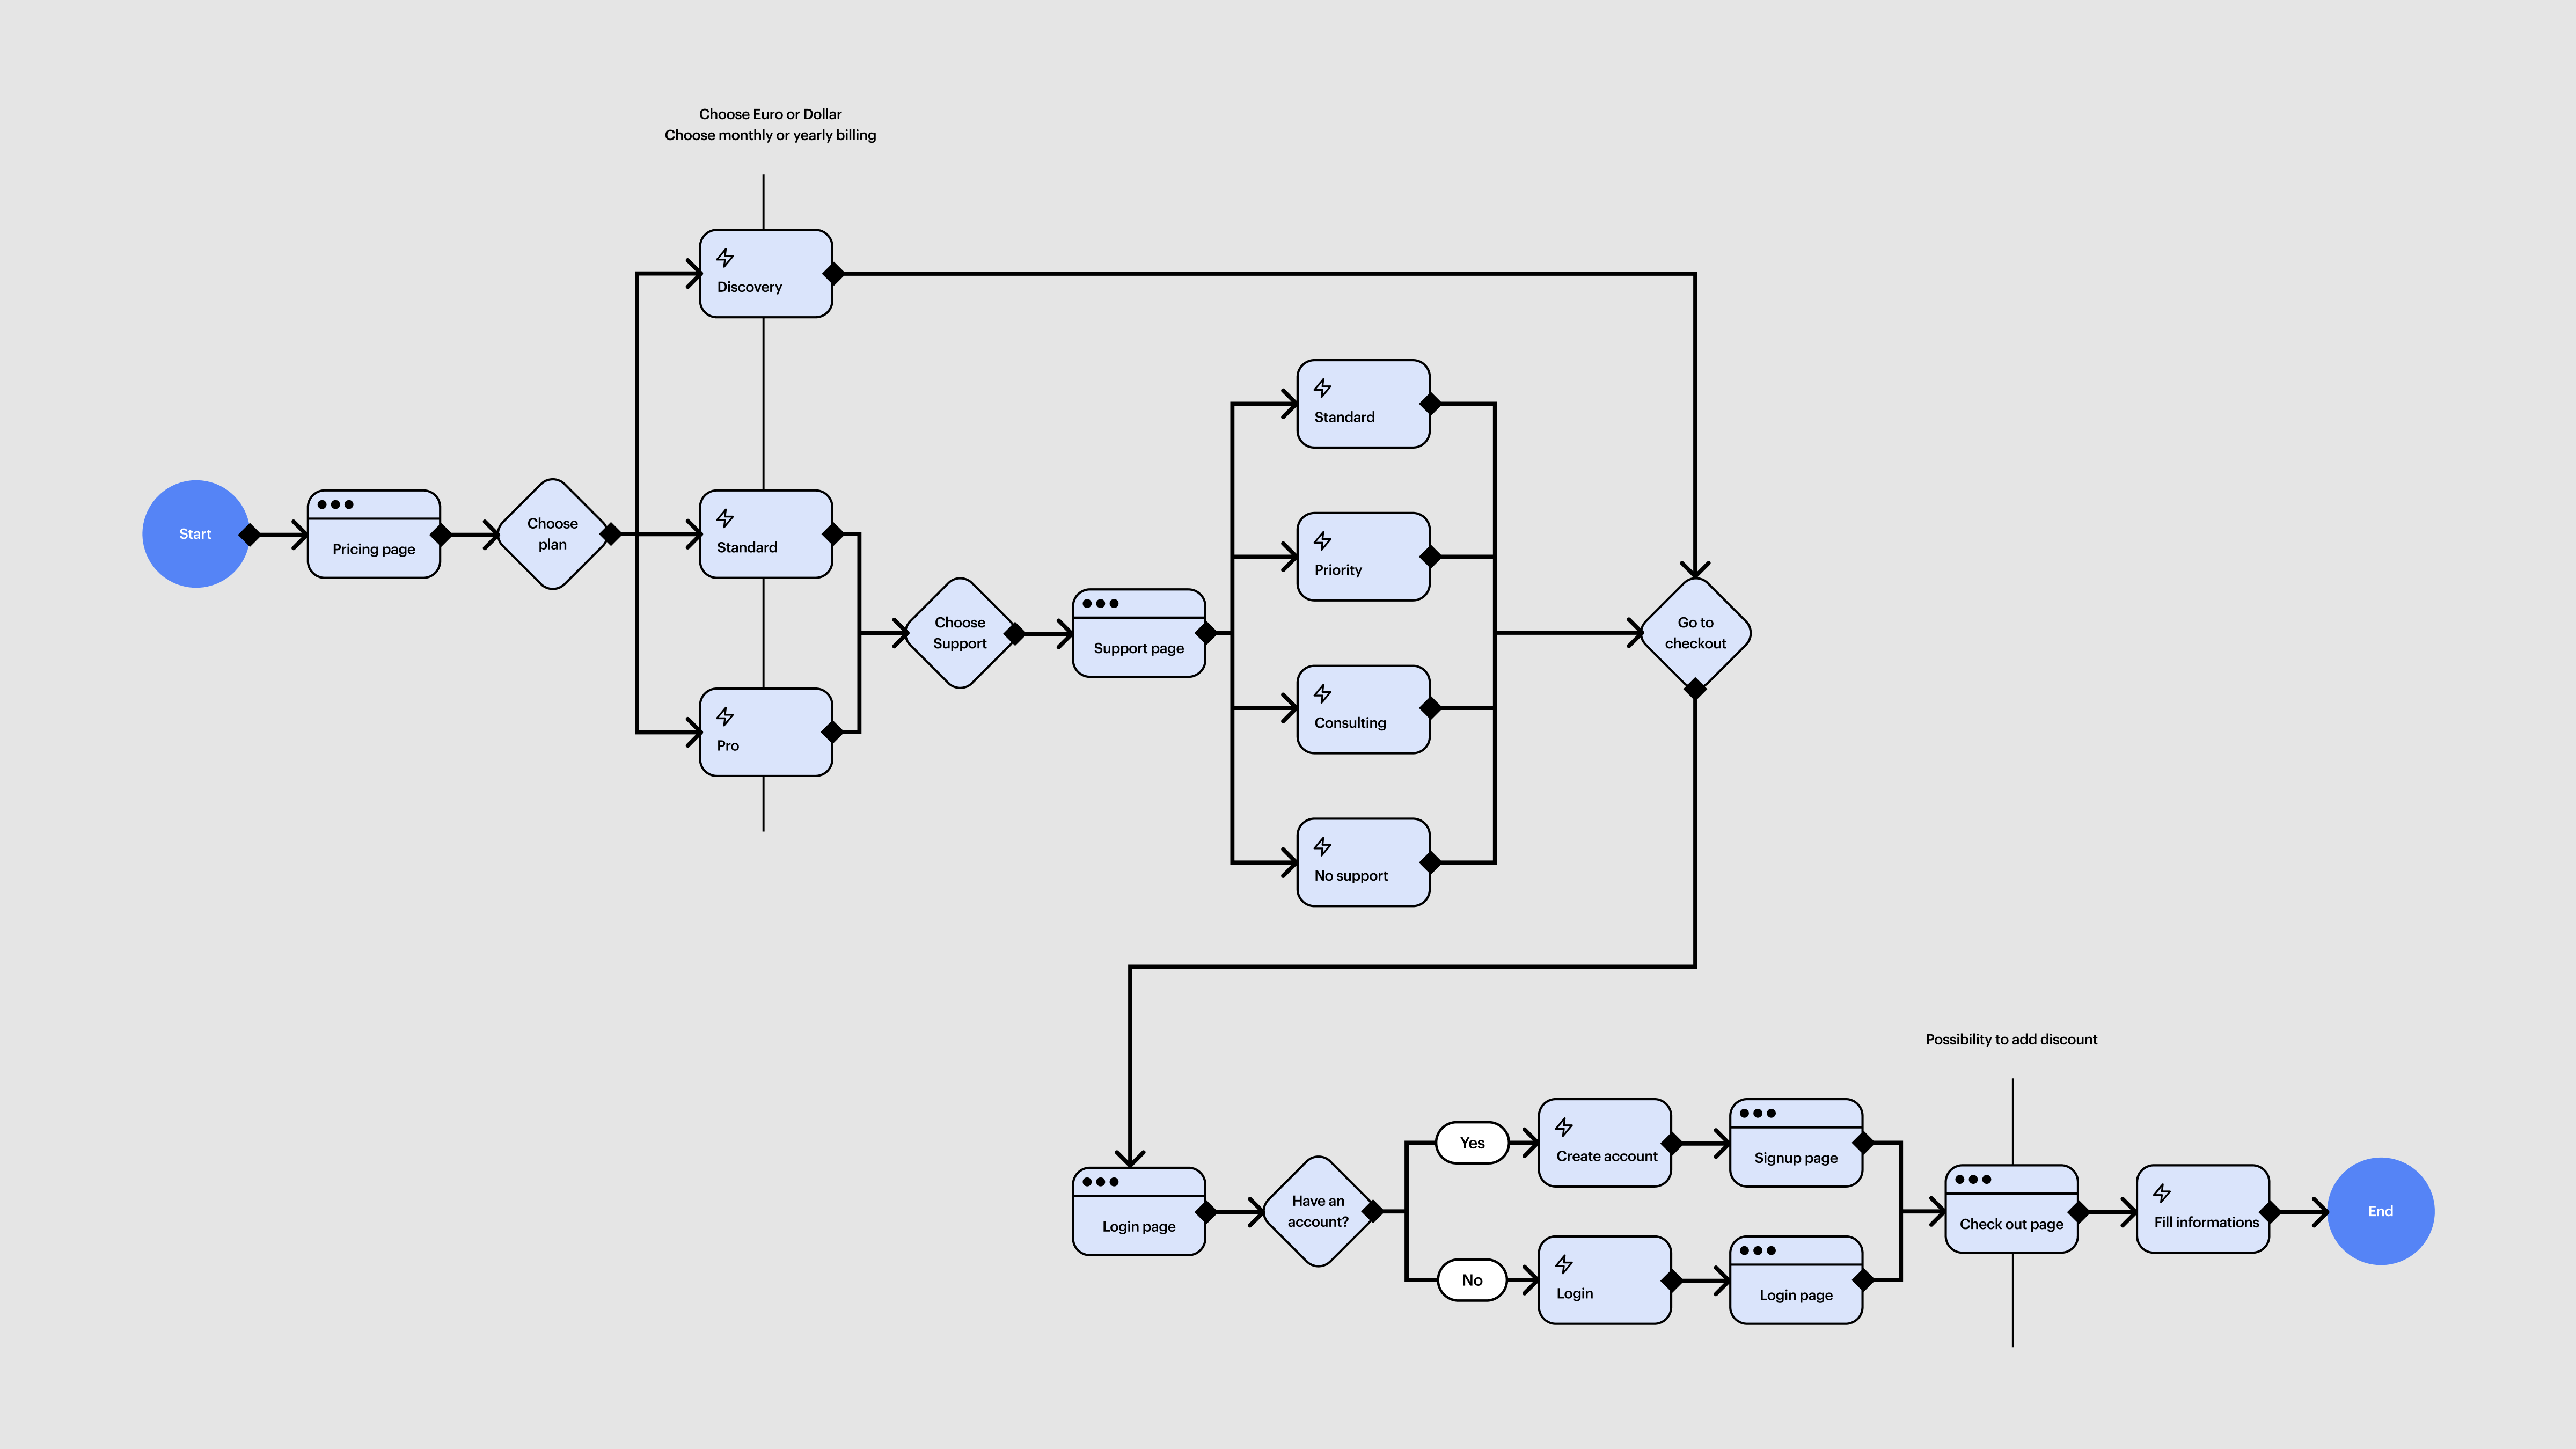 Choose Euro or Dollar
Choose monthly or yearly billing
Discovery
Start
Pricing page
Choose
plan
Standard
Pro
Choose
Support
Support page
Standard
Priority
Consulting
No support
Go to
checkout
Login page
Have an
account?
Yes
Create account
Signup page
No
Login
Login page
Possibility to add discount
Check out page
Fill informations
End